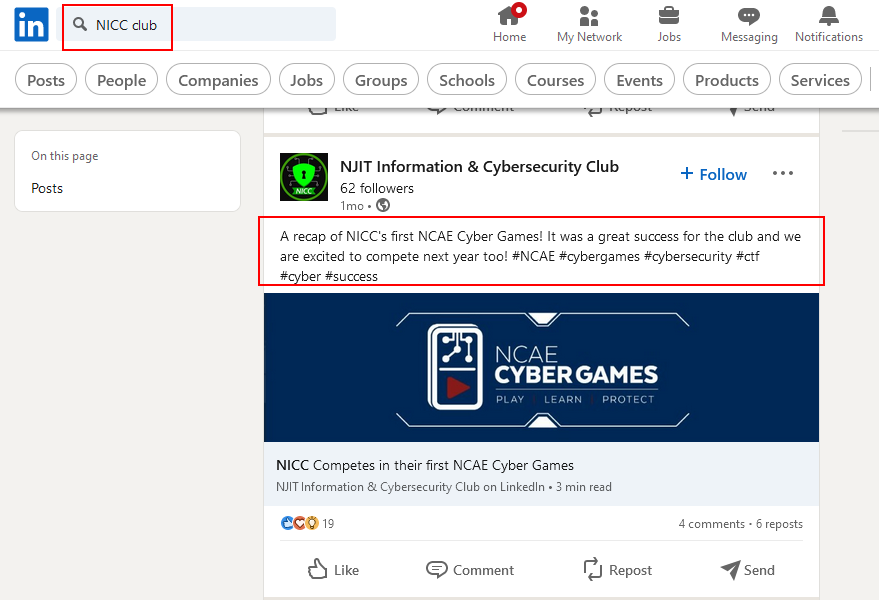 in
NICC club
Home
My Network
Jobs
Messaging
Notifications
Posts
People
Companies
Jobs
Groups
Schools
Courses
Events
Products
Services
Like
Comment
Repost
Send
On this page
Posts
NICC
NJIT Information & Cybersecurity Club
62 followers
1mo •
+ Follow
A recap of NICC's first NCAE Cyber Games! It was a great success for the club and we
are excited to compete next year too! #NCAE #cybergames #cybersecurity #ctf
#cyber #success
NCAE
CYBERGAMES
PLAY LEARN PROTECT
NICC Competes in their first NCAE Cyber Games
NJIT Information & Cybersecurity Club on LinkedIn • 3 min read
19
4 comments • 6 reposts
Like
Comment
Repost
Send